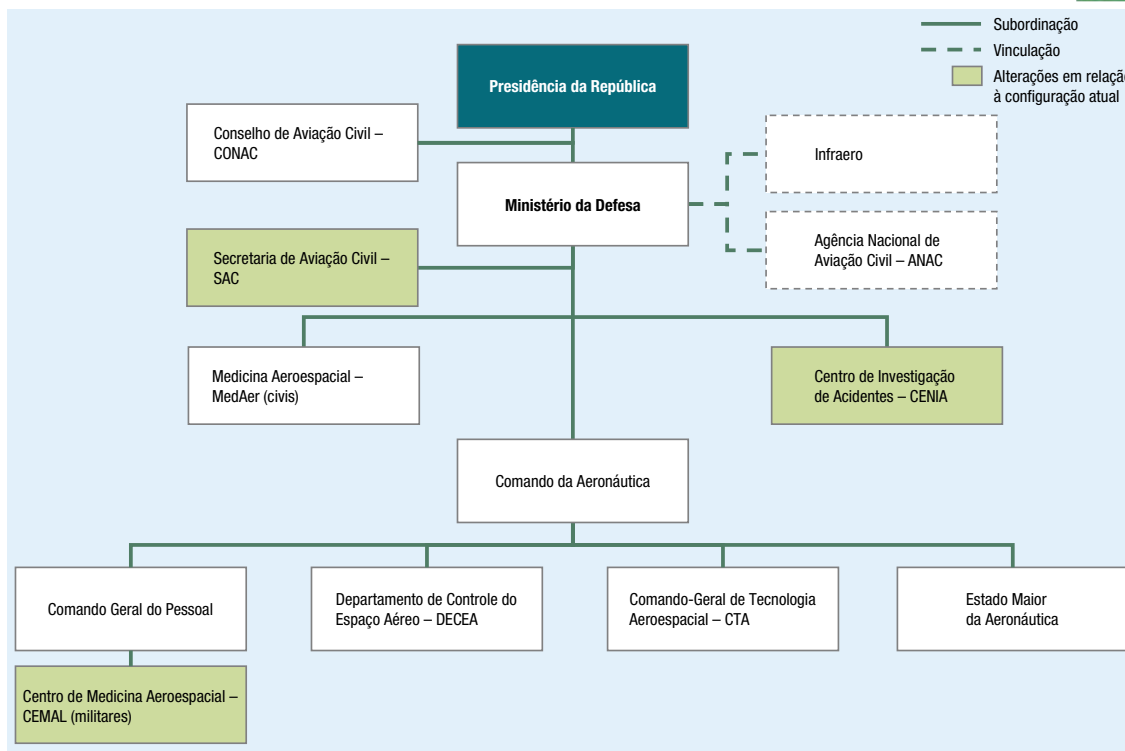 Subordinação
Vinculação
Alterações em relação
à configuração atual
Presidência da República
Conselho de Aviação Civil –
CONAC
Infraero
Ministério da Defesa
Agência Nacional de
Aviação Civil – ANAC
Secretaria de Aviação Civil –
SAC
Medicina Aeroespacial –
MedAer (civis)
Centro de Investigação
de Acidentes – CENIA
Comando da Aeronáutica
Comando Geral do Pessoal
Departamento de Controle do
Espaço Aéreo – DECEA
Comando-Geral de Tecnologia
Aeroespacial – CTA
Estado Maior
da Aeronáutica
Centro de Medicina Aeroespacial –
CEMAL (militares)